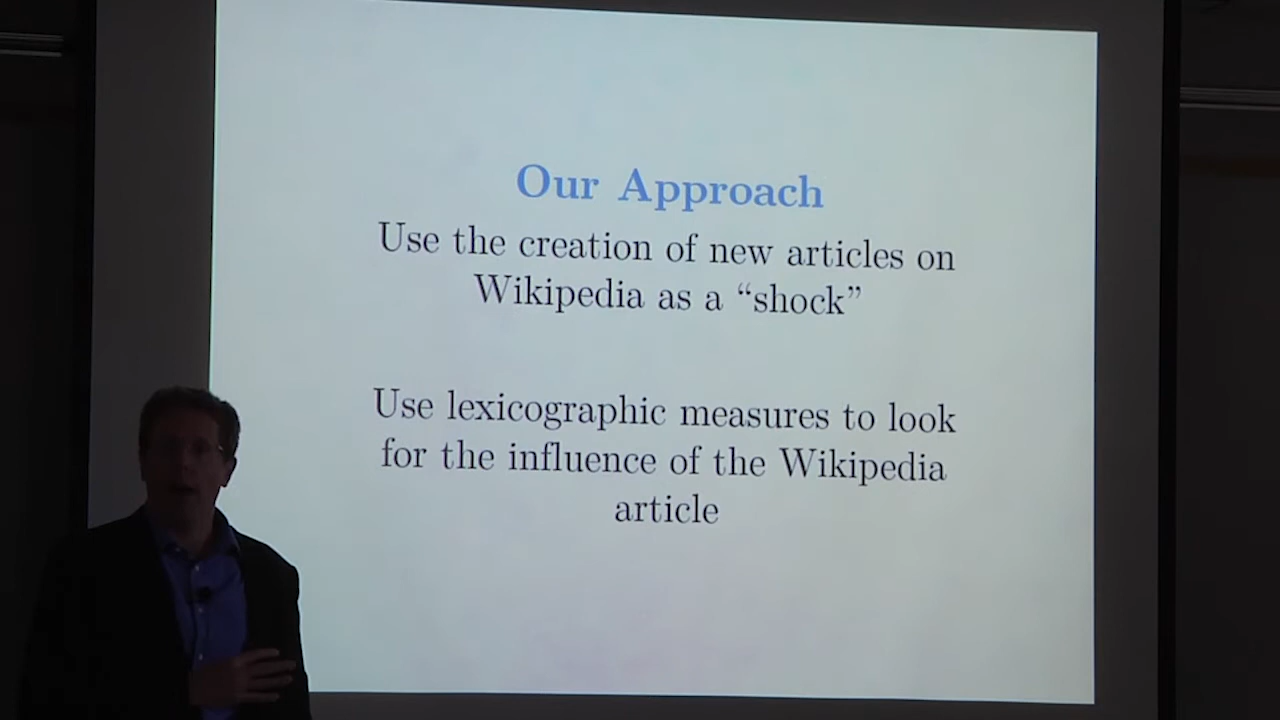 Our Approach
Use the creation of new articles on
Wikipedia as a “shock”
Use lexicographic measures to look
for the influence of the Wikipedia
article